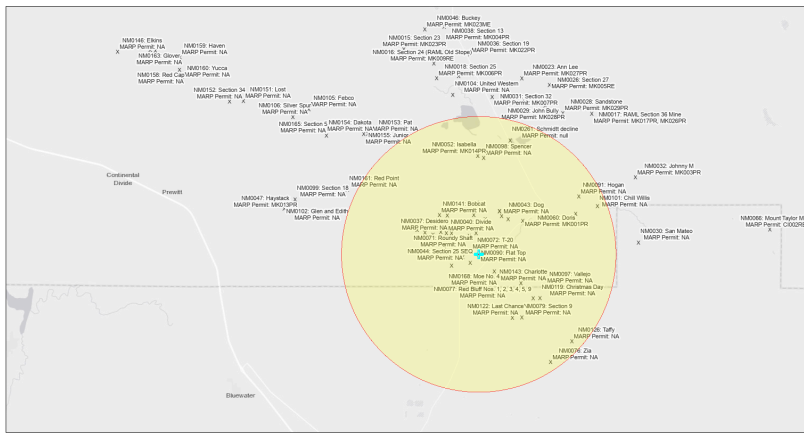 NM0046: Buckey
MARP Permit: MK023ME
NM0038: Section 13
MARP Permit: MK004PR
NM0015: Section 23
MARP Permit: MK023PR
NM0036: Section 19
MARP Permit: MK022PR
NM0016: Section 24 (RAML Old Stope)
MARP Permit: MK009RE
NM0146: Elkins
MARP Permit: NA
NM0159: Haven
MARP Permit: NA
NM0163: Glover
MARP Permit: NA
NM0160: Yucca
MARP Permit: NA
NM0158: Red Cap
MARP Permit: NA
NM0018: Section 25
MARP Permit: MK006PR
NM0023: Ann Lee
MARP Permit: MK027PR
NM0026: Section 27
MARP Permit: MK005RE
NM0104: United Western
MARP Permit: NA
NM0152: Section 34
MARP Permit: NA
NM0151: Lost
MARP Permit: NA
NM0105: Febco
MARP Permit: NA
NM0031: Section 32
MARP Permit: MK007PR
NM0106: Silver Spur
MARP Permit: NA
NM0028: Sandstone
MARP Permit: MK029PR
NM0029: John Bully
MARP Permit: MK028PR
NM0017: RAML Section 36 Mine
MARP Permit: MK017PR, MK026PR
NM0165: Section 5
MARP Permit: NA
NM0154: Dakota
MARP Permit: NA
NM0153: Pat
MARP Permit: NA
NM0155: Junior
MARP Permit: NA
NM0261: Schmidt decline
MARP Permit: null
NM0052: Isabella
MARP Permit: MK014PR
NM0098: Spencer
MARP Permit: NA
NM0032: Johnny M
MARP Permit: MK003PR
Continental
Divide
Prewitt
NM0161: Red Point
MARP Permit: NA
NM0099: Section 18
MARP Permit: NA
NM0047: Haystack
MARP Permit: MK013PR
NM0102: Glen and Edith
MARP Permit: NA
NM0091: Hogan
MARP Permit: NA
NM0101: Chill Wills
MARP Permit: NA
NM0141: Bobcat
MARP Permit: NA
NM0043: Dog
MARP Permit: NA
NM0060: Doris
MARP Permit: MK001PR
NM0037: Desidero
MARP Permit: NA
NM0040: Divide
MARP Permit: NA
NM0030: San Mateo
MARP Permit: NA
NM0071: Roundy Shaft
MARP Permit: NA
NM0072: T-20
MARP Permit: NA
NM0044: Section 25 SEQ
MARP Permit: NA
NM0090: Flat Top
MARP Permit: NA
NM0168: Moe No. 4
MARP Permit: NA
NM0143: Charlotte
MARP Permit: NA
NM0097: Vallejo
MARP Permit: NA
NM0077: Red Bluff Nos. 1, 2, 3, 4, 5, 9
MARP Permit: NA
NM0119: Christmas Day
MARP Permit: NA
NM0122: Last Chance
MARP Permit: NA
NM0079: Section 9
MARP Permit: NA
NM0126: Taffy
MARP Permit: NA
NM0076: Zia
MARP Permit: NA
Bluewater